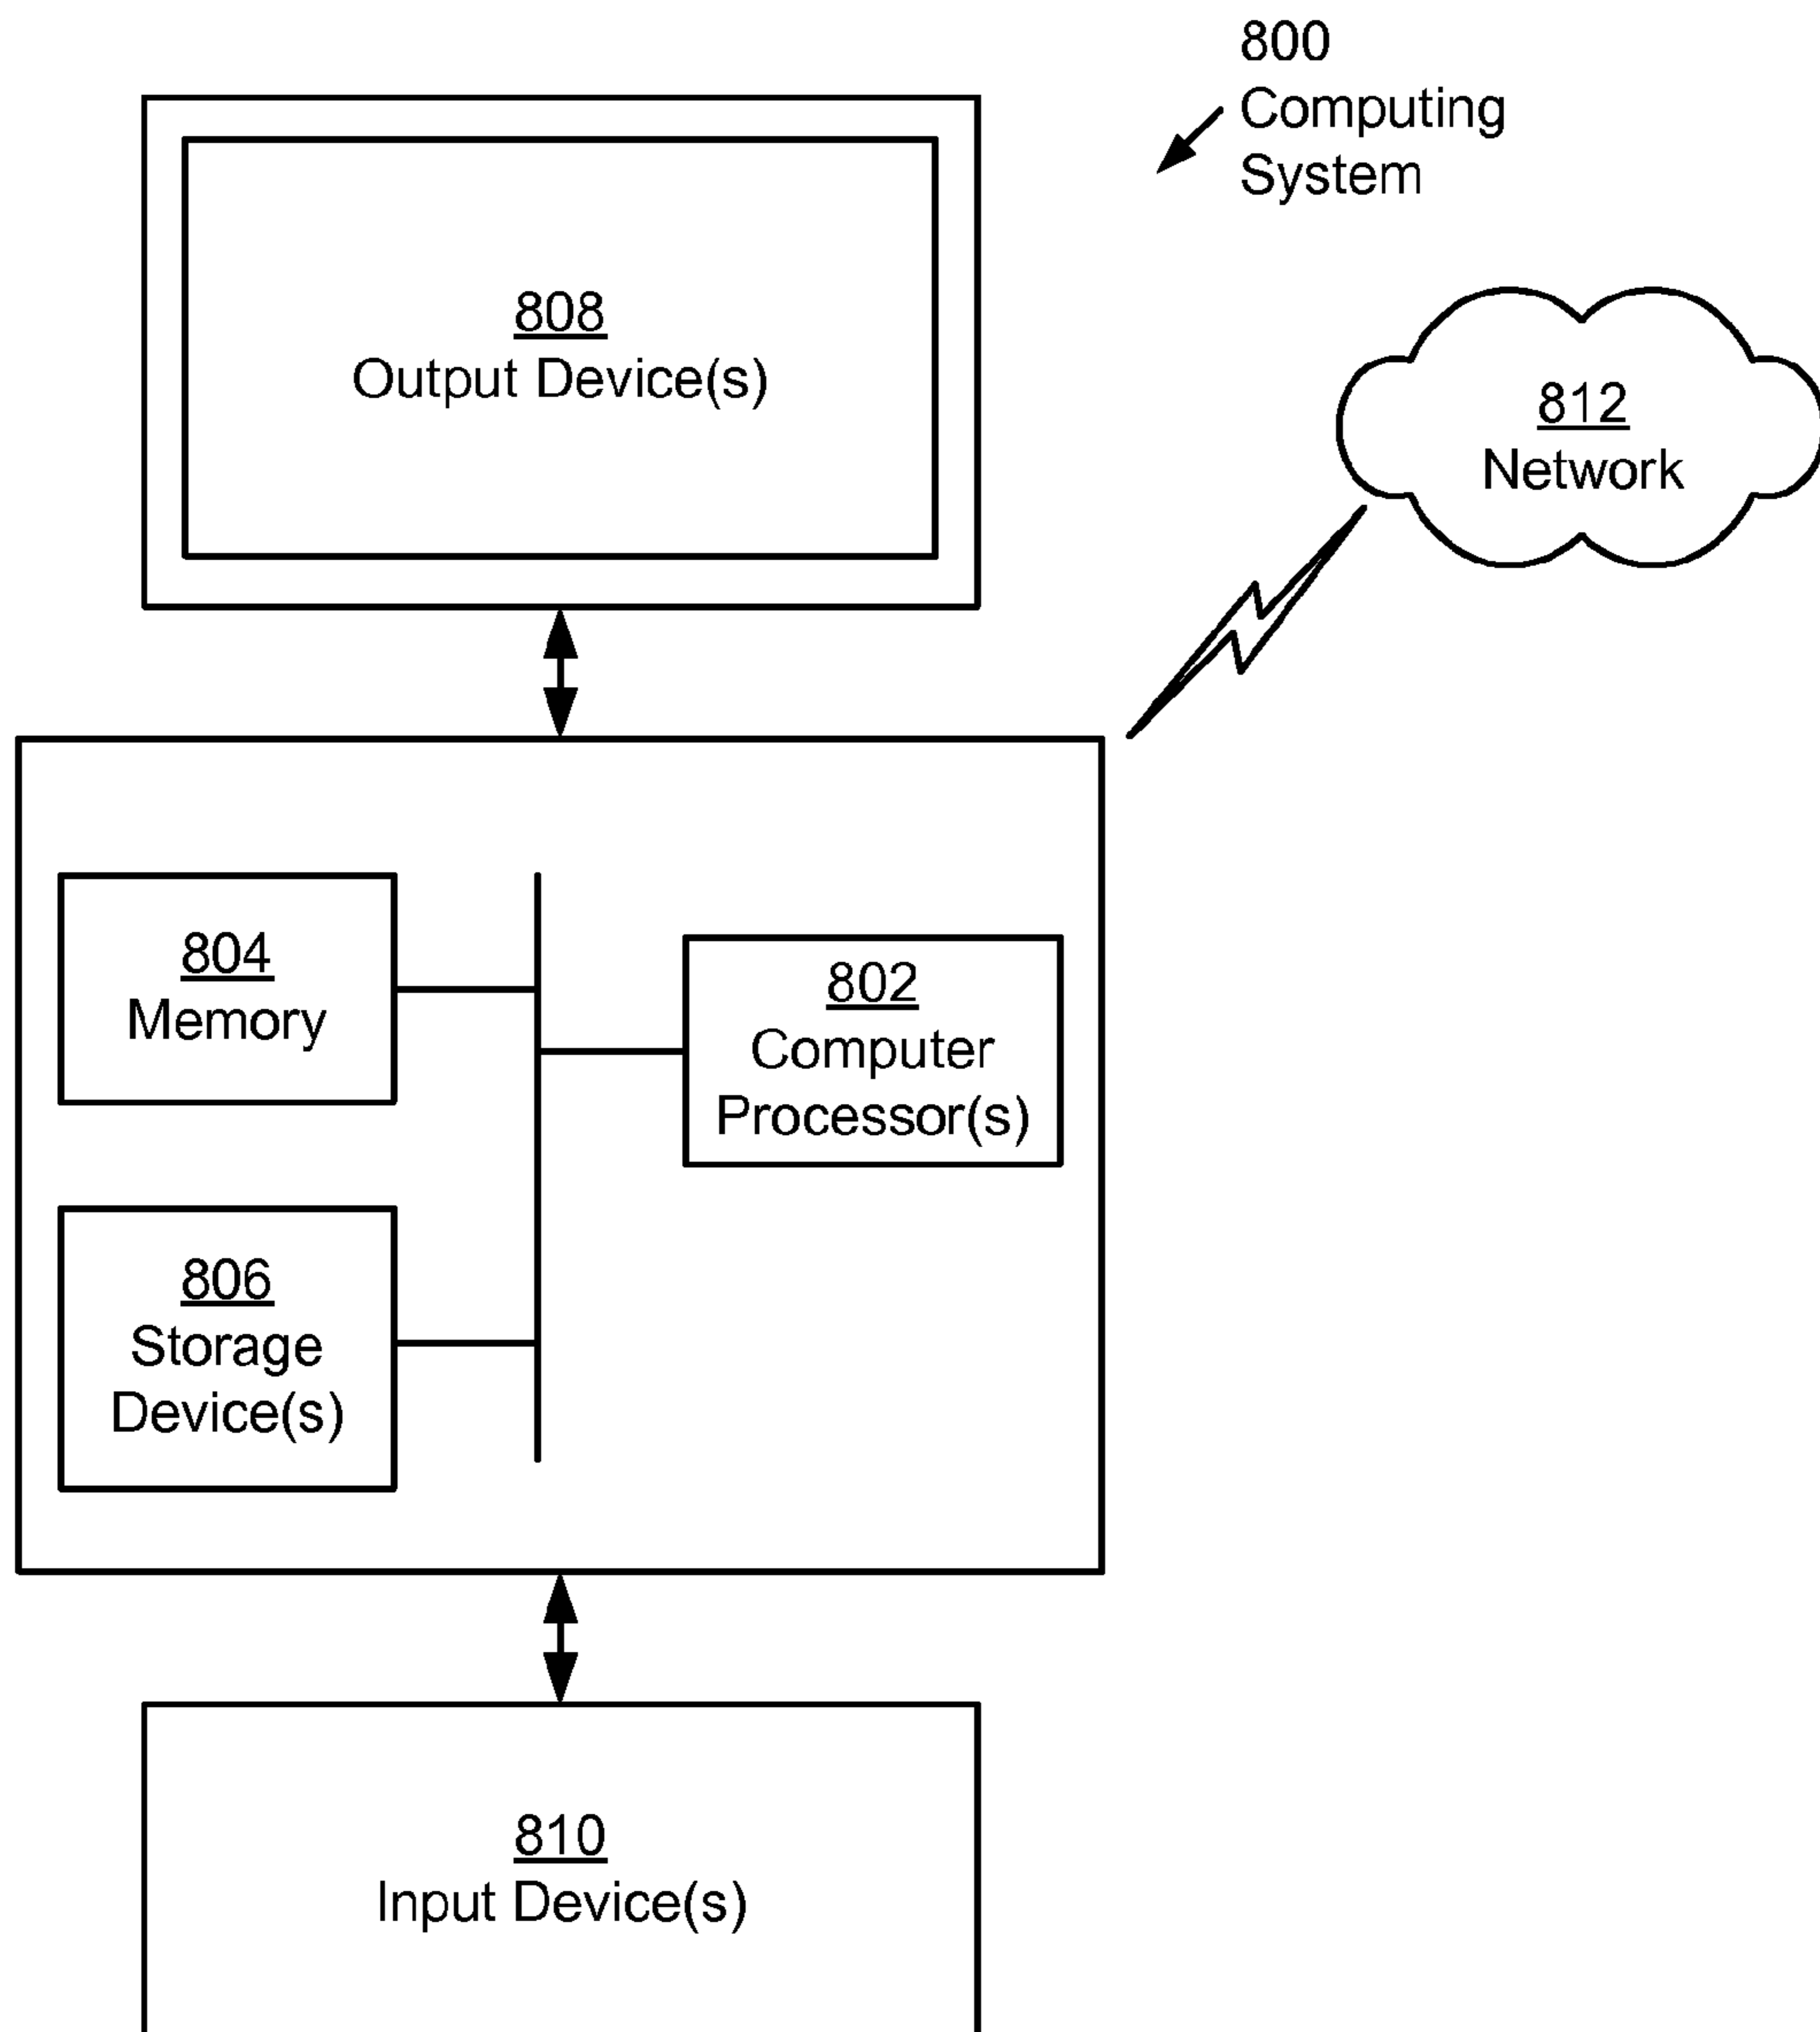 800
Computing
System
808
Output Device(s)
812
Network
804
Memory
802
Computer
Processor(s)
806
Storage
Device(s)
810
Input Device(s)